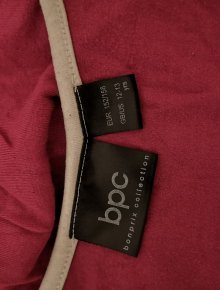 EUR 152/158
GB/US 12-13
yrs
bpc
bonprix collection